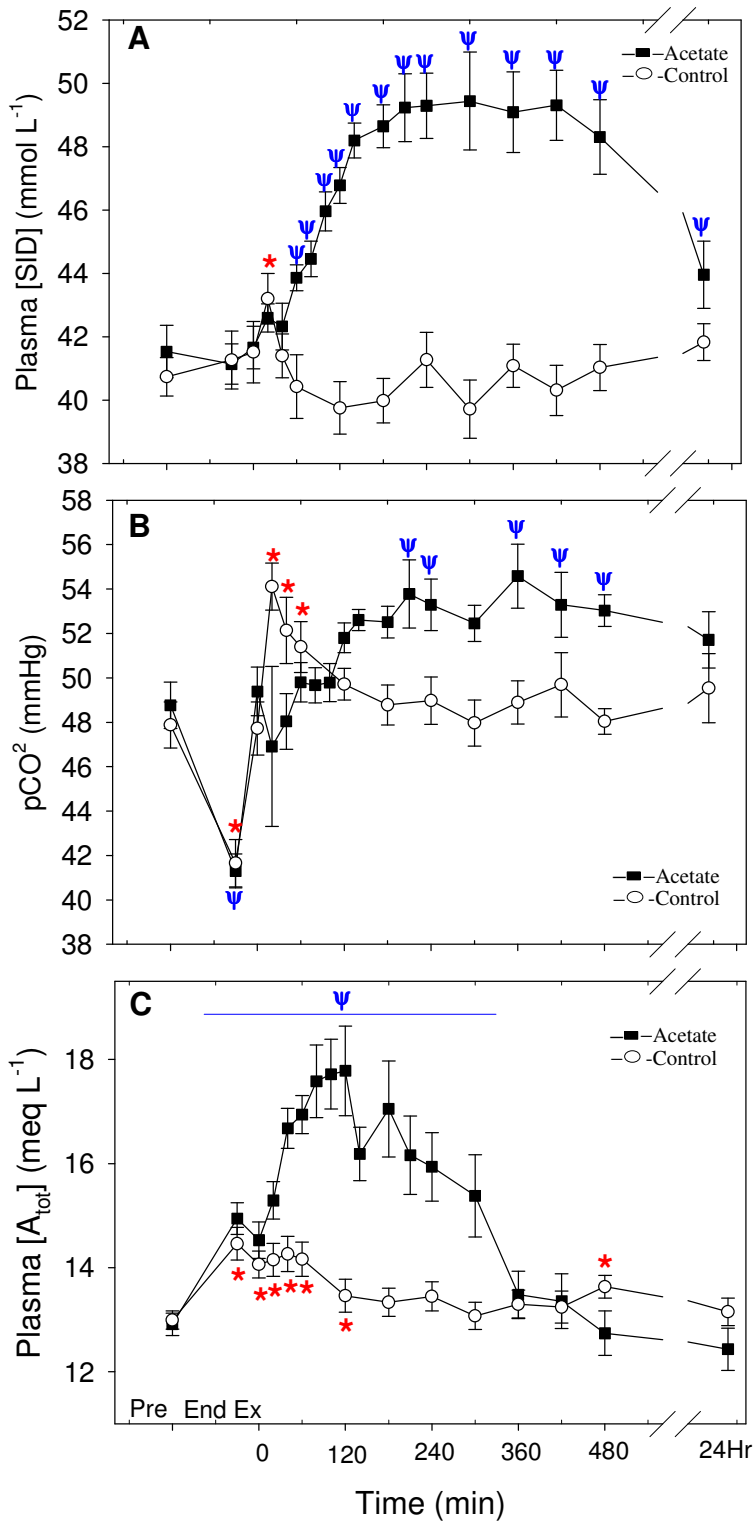 A
Plasma [SID] (mmol L⁻¹)
52
50
48
46
44
42
40
38
Acetate
-Control
*
Ψ Ψ Ψ Ψ Ψ Ψ Ψ Ψ Ψ Ψ Ψ Ψ Ψ
B
pCO² (mmHg)
58
56
54
52
50
48
46
44
42
40
38
* * * *
Ψ Ψ Ψ Ψ Ψ Ψ
Acetate
-Control
C
Plasma [Atot] (meq L⁻¹)
18
16
14
12
Ψ
Acetate
-Control
* * * * * * *
Pre End Ex
0 120 240 360 480 24Hr
Time (min)